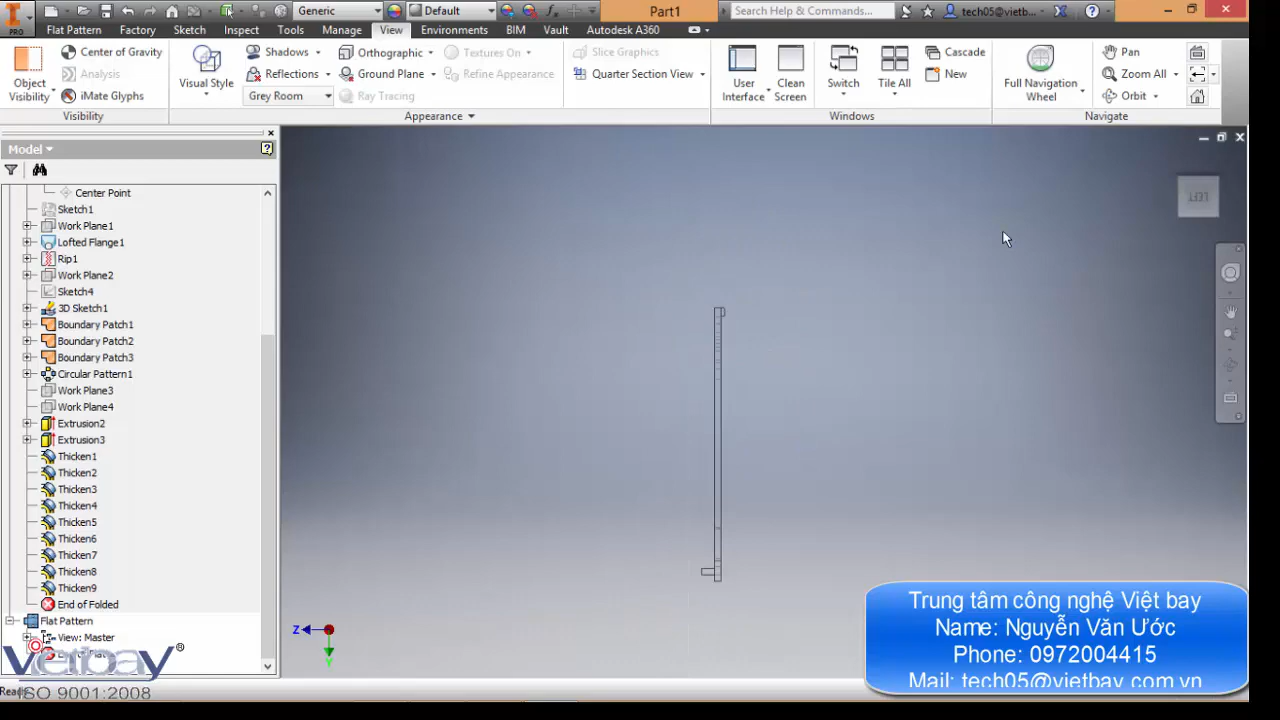 PRO
Generic
Default
Part1
Search Help & Commands...
tech05@vietb...
Flat Pattern
Factory
Sketch
Inspect
Tools
Manage
View
Environments
BIM
Vault
Autodesk A360
Object Visibility
Center of Gravity
Analysis
iMate Glyphs
Visibility
Visual Style
Shadows
Reflections
Grey Room
Orthographic
Ground Plane
Ray Tracing
Textures On
Refine Appearance
Appearance
Slice Graphics
Quarter Section View
User Interface
Clean Screen
Switch
Tile All
Cascade
New
Windows
Full Navigation Wheel
Pan
Zoom All
Orbit
Navigate
Model
Center Point
Sketch1
Work Plane1
Lofted Flange1
Rip1
Work Plane2
Sketch4
3D Sketch1
Boundary Patch1
Boundary Patch2
Boundary Patch3
Circular Pattern1
Work Plane3
Work Plane4
Extrusion2
Extrusion3
Thicken1
Thicken2
Thicken3
Thicken4
Thicken5
Thicken6
Thicken7
Thicken8
Thicken9
End of Folded
Flat Pattern
View: Master
vietbay ®
ISO 9001:2008
LEFT
Z
Y
Trung tâm công nghệ Việt bay
Name: Nguyễn Văn Ước
Phone: 0972004415
Mail: tech05@vietbay.com.vn